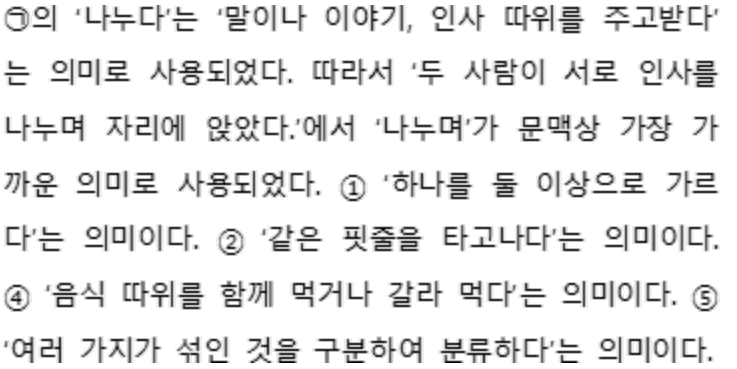 ㉠의 ‘나누다’는 ‘말이나 이야기, 인사 따위를 주고받다’
는 의미로 사용되었다. 따라서 ‘두 사람이 서로 인사를
나누며 자리에 앉았다.’에서 ‘나누며’가 문맥상 가장 가
까운 의미로 사용되었다. ① ‘하나를 둘 이상으로 가르
다’는 의미이다. ② ‘같은 핏줄을 타고나다’는 의미이다.
④ ‘음식 따위를 함께 먹거나 갈라 먹다’는 의미이다. ⑤
‘여러 가지가 섞인 것을 구분하여 분류하다’는 의미이다.